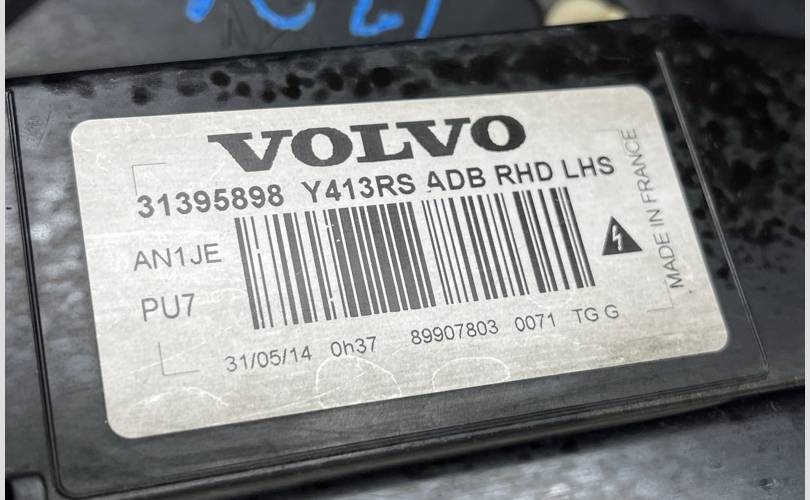 VOLVO
31395898 Y413RS ADB RHD LHS
AN1JE
PU7
31/05/14 0h37 89907803 0071 TG G
MADE IN FRANCE